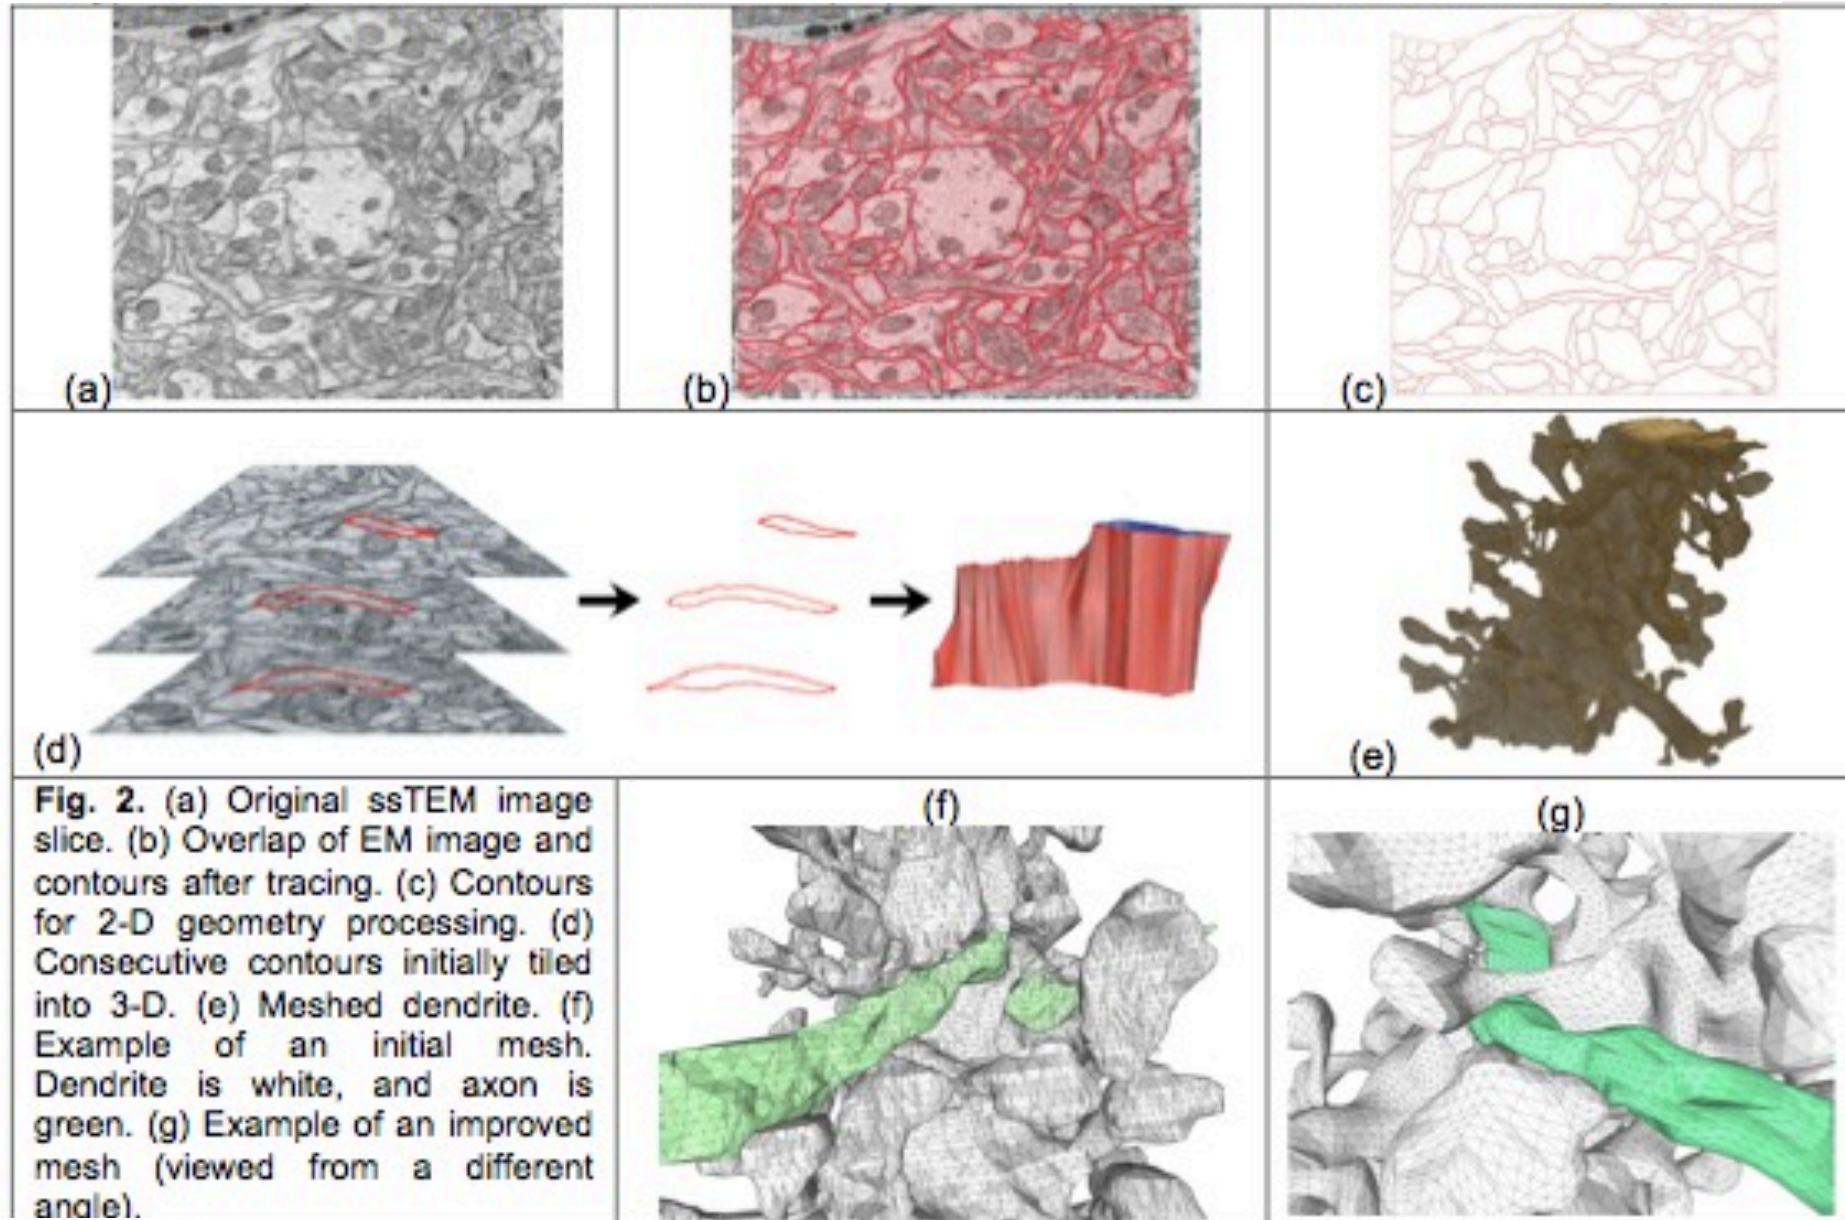 (a)
(b)
(c)
(d)
(e)
Fig. 2. (a) Original ssTEM image
slice. (b) Overlap of EM image and
contours after tracing. (c) Contours
for 2-D geometry processing. (d)
Consecutive contours initially tiled
into 3-D. (e) Meshed dendrite. (f)
Example of an initial mesh.
Dendrite is white, and axon is
green. (g) Example of an improved
mesh (viewed from a different
angle).
(f)
(g)